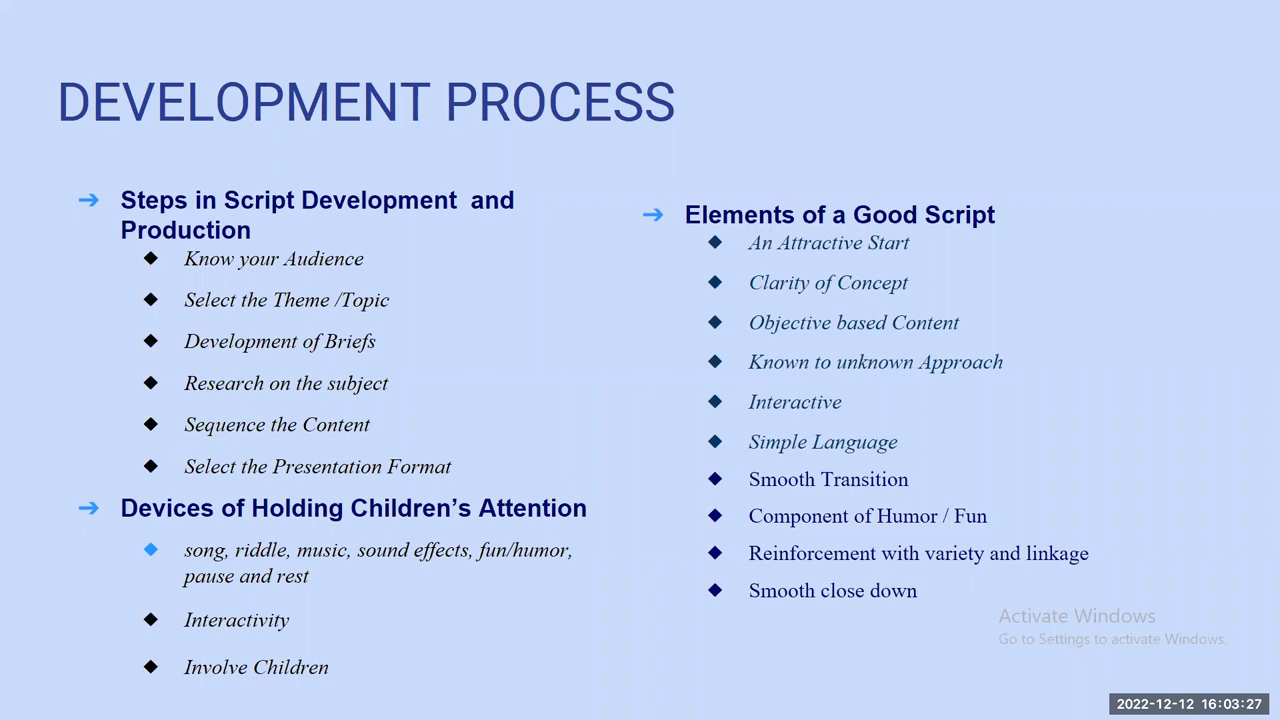 DEVELOPMENT PROCESS
➔ Steps in Script Development and
Production
◆ Know your Audience
◆ Select the Theme /Topic
◆ Development of Briefs
◆ Research on the subject
◆ Sequence the Content
◆ Select the Presentation Format
➔ Devices of Holding Children’s Attention
◆ song, riddle, music, sound effects, fun/humor,
pause and rest
◆ Interactivity
◆ Involve Children
➔ Elements of a Good Script
◆ An Attractive Start
◆ Clarity of Concept
◆ Objective based Content
◆ Known to unknown Approach
◆ Interactive
◆ Simple Language
◆ Smooth Transition
◆ Component of Humor / Fun
◆ Reinforcement with variety and linkage
◆ Smooth close down
Activate Windows
Go to Settings to activate Windows.
2022-12-12 16:03:27